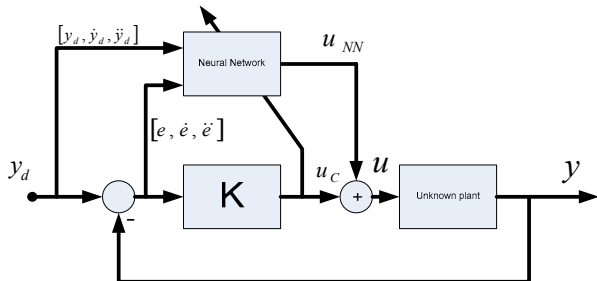 [y_d, ẏ_d, ÿ_d]
u_NN
Neural Network
[e, ė, ë]
y_d
K
u_C
u
y
+
Unknown plant
-